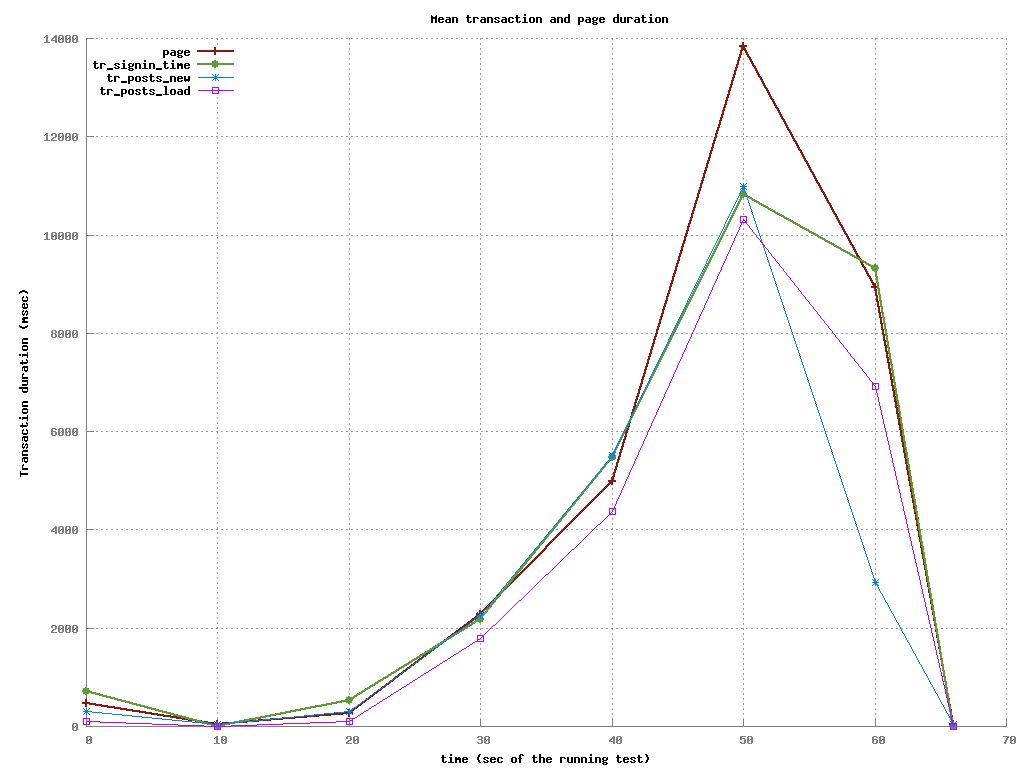 Mean transaction and page duration
14000
12000
10000
8000
6000
4000
2000
0
page
tr_signin_time
tr_posts_new
tr_posts_load
Transaction duration (msec)
0 10 20 30 40 50 60 70
time (sec of the running test)